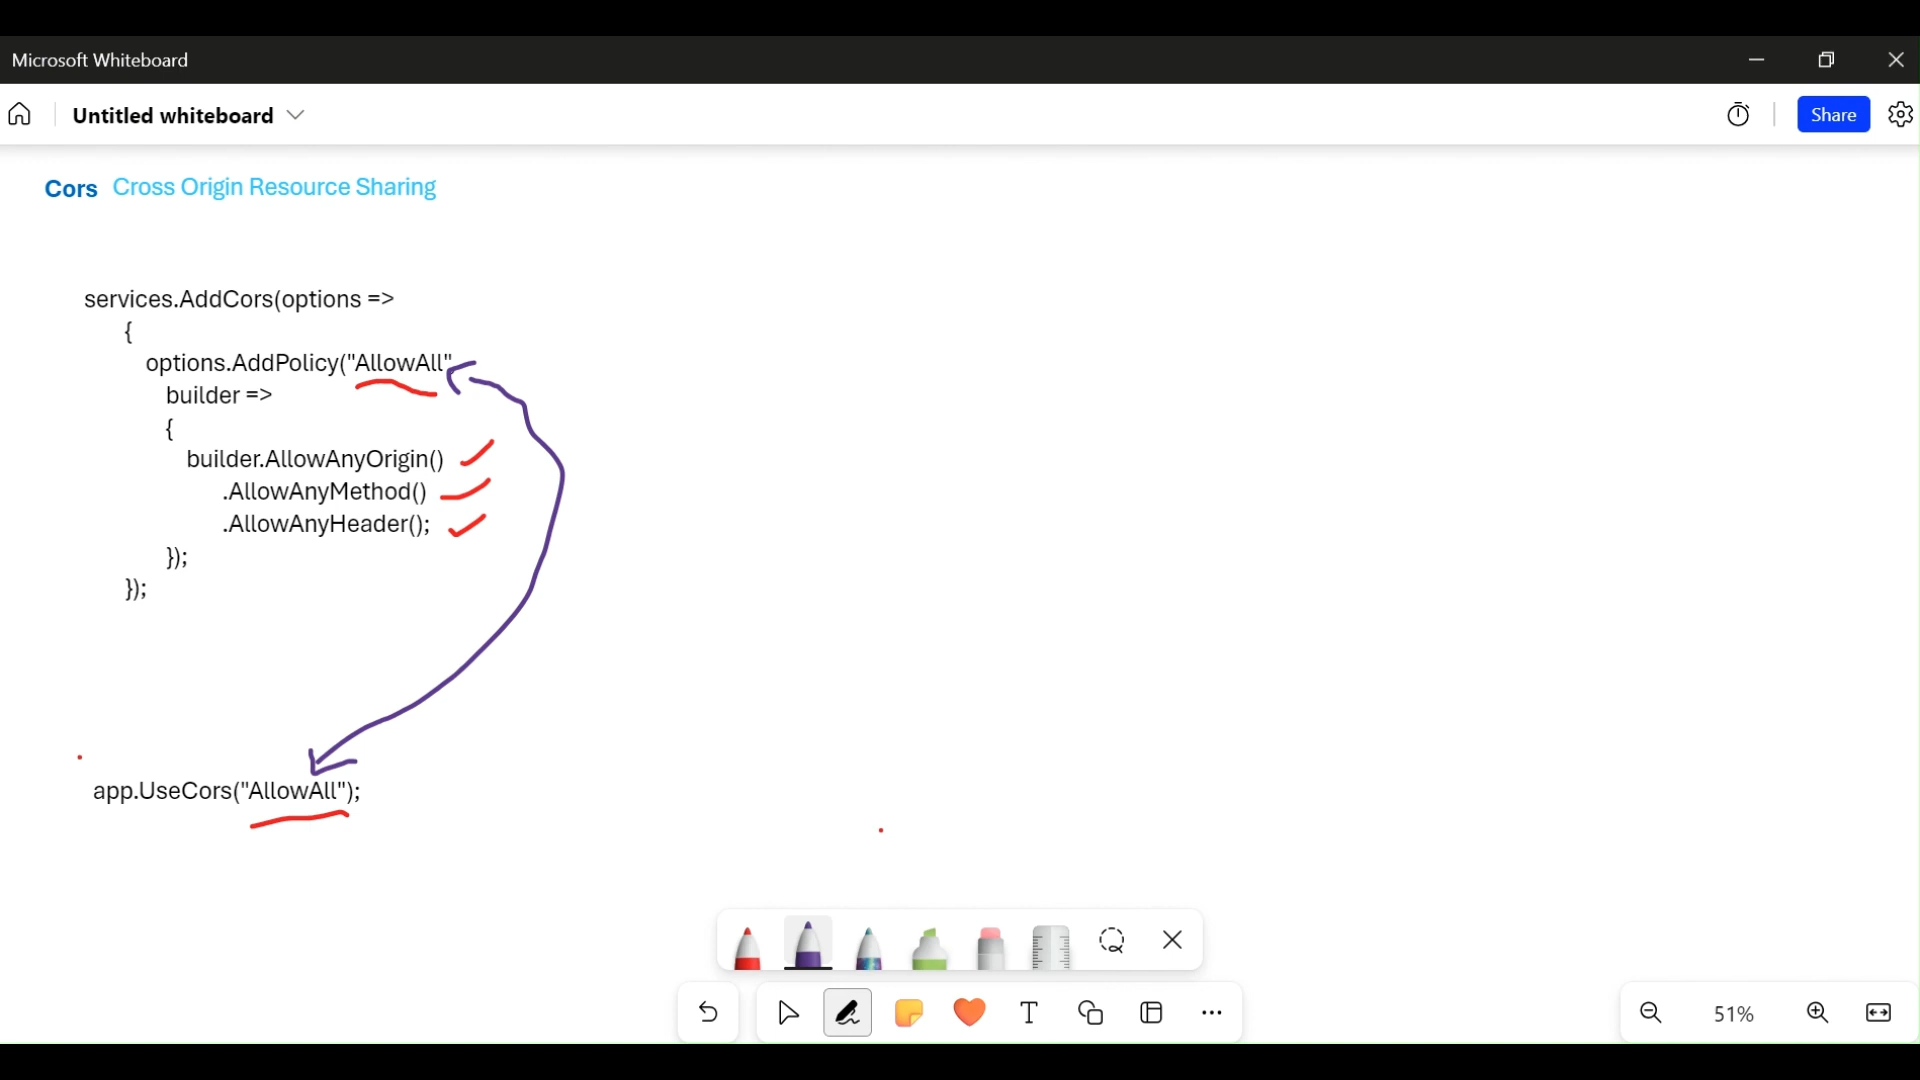 Microsoft Whiteboard
Untitled whiteboard
Share
Cors Cross Origin Resource Sharing
services.AddCors(options =>
{
options.AddPolicy("AllowAll"
builder =>
{
builder.AllowAnyOrigin()
.AllowAnyMethod()
.AllowAnyHeader();
});
});
app.UseCors("AllowAll");
51%